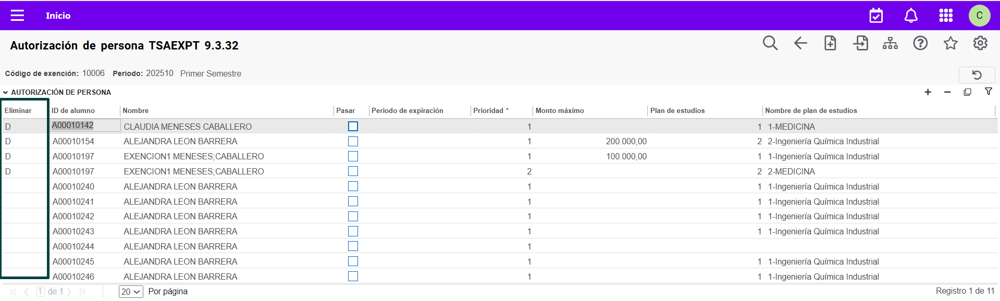 Inicio
C
Autorización de persona TSAEXPT 9.3.32
Código de exención: 10006 Periodo: 202510 Primer Semestre
AUTORIZACIÓN DE PERSONA
Eliminar ID de alumno Nombre Pasar Periodo de expiración Prioridad * Monto máximo Plan de estudios Nombre de plan de estudios
D A00010142 CLAUDIA MENESES CABALLERO 1 1 1-MEDICINA
D A00010154 ALEJANDRA LEON BARRERA 1 200.000,00 2 2-Ingeniería Química Industrial
D A00010197 EXENCION1 MENESES;CABALLERO 1 100.000,00 1 1-Ingeniería Química Industrial
D A00010197 EXENCION1 MENESES;CABALLERO 2 2 2-MEDICINA
A00010240 ALEJANDRA LEON BARRERA 1 1 1-Ingeniería Química Industrial
A00010241 ALEJANDRA LEON BARRERA 1 1 1-Ingeniería Química Industrial
A00010242 ALEJANDRA LEON BARRERA 1 1 1-Ingeniería Química Industrial
A00010243 ALEJANDRA LEON BARRERA 1 1 1-Ingeniería Química Industrial
A00010244 ALEJANDRA LEON BARRERA 1
A00010245 ALEJANDRA LEON BARRERA 1 1 1-Ingeniería Química Industrial
A00010246 ALEJANDRA LEON BARRERA 1 1 1-Ingeniería Química Industrial
1 de 1 20 Por página Registro 1 de 11